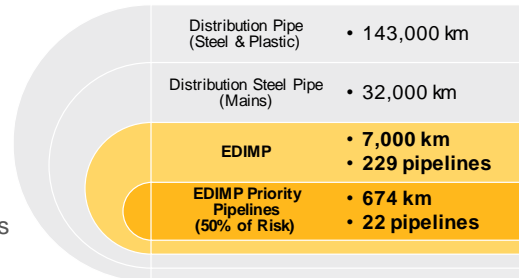 Distribution Pipe
(Steel & Plastic)
• 143,000 km
Distribution Steel Pipe
(Mains)
• 32,000 km
EDIMP
• 7,000 km
• 229 pipelines
EDIMP Priority
Pipelines
(50% of Risk)
• 674 km
• 22 pipelines
s